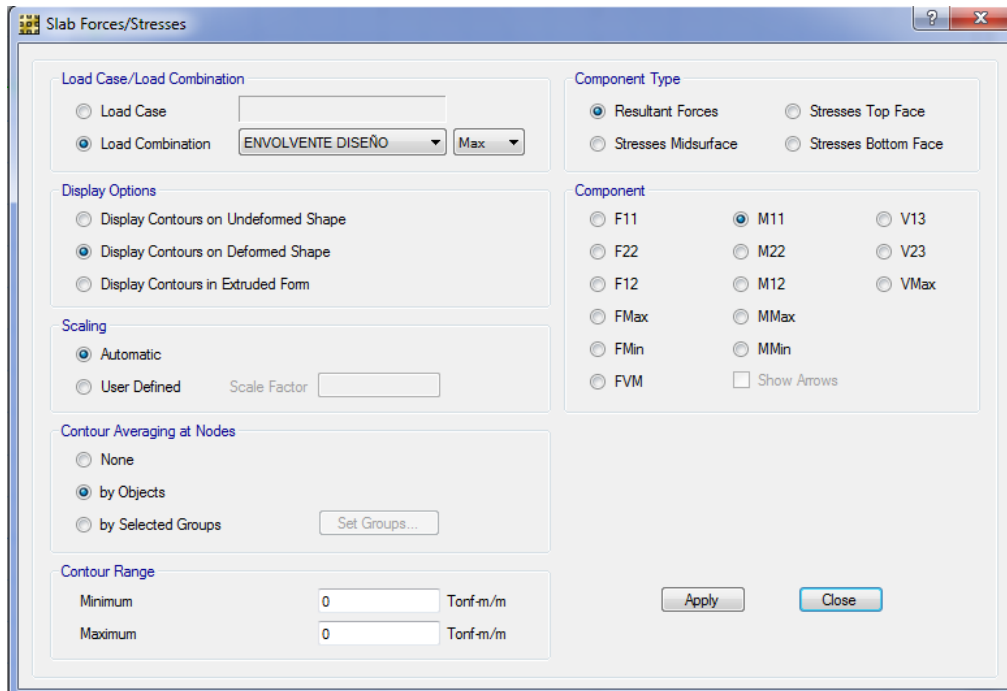 Slab Forces/Stresses
Load Case/Load Combination
Load Case
Load Combination ENVOLVENTE DISEÑO Max
Display Options
Display Contours on Undeformed Shape
Display Contours on Deformed Shape
Display Contours in Extruded Form
Scaling
Automatic
User Defined Scale Factor
Contour Averaging at Nodes
None
by Objects
by Selected Groups Set Groups...
Contour Range
Minimum 0 Tonf-m/m
Maximum 0 Tonf-m/m
Component Type
Resultant Forces Stresses Top Face
Stresses Midsurface Stresses Bottom Face
Component
F11 M11 V13
F22 M22 V23
F12 M12 VMax
FMax MMax
FMin MMin
FVM Show Arrows
Apply Close